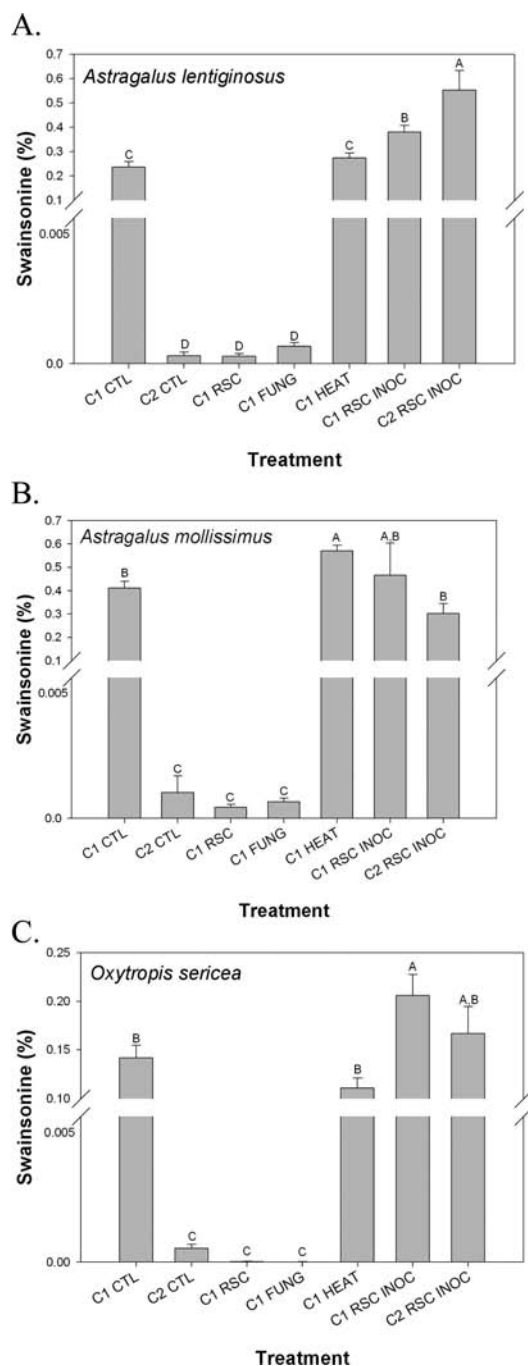 A.
Astragalus lentiginosus
Swainsonine (%)
0.7
0.6
0.5
0.4
0.3
0.2
0.1
0.005
0.0
C
D
D
D
C
B
A
C1 CTL
C2 CTL
C1 RSC
C1 FUNG
C1 HEAT
C1 RSC INOC
C2 RSC INOC
Treatment
B.
Astragalus mollissimus
Swainsonine (%)
0.7
0.6
0.5
0.4
0.3
0.2
0.1
0.005
0.0
B
C
C
C
A
A,B
B
C1 CTL
C2 CTL
C1 RSC
C1 FUNG
C1 HEAT
C1 RSC INOC
C2 RSC INOC
Treatment
C.
Oxytropis sericea
Swainsonine (%)
0.25
0.20
0.15
0.10
0.005
0.00
B
C
C
C
B
A
A,B
C1 CTL
C2 CTL
C1 RSC
C1 FUNG
C1 HEAT
C1 RSC INOC
C2 RSC INOC
Treatment